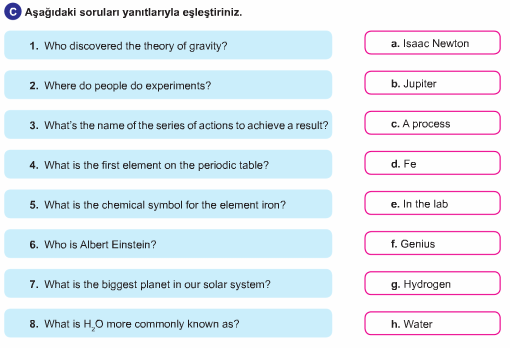 C Aşağıdaki soruları yanıtlarıyla eşleştiriniz.
1. Who discovered the theory of gravity?
a. Isaac Newton
2. Where do people do experiments?
b. Jupiter
3. What's the name of the series of actions to achieve a result?
c. A process
4. What is the first element on the periodic table?
d. Fe
5. What is the chemical symbol for the element iron?
e. In the lab
6. Who is Albert Einstein?
f. Genius
7. What is the biggest planet in our solar system?
g. Hydrogen
8. What is H₂O more commonly known as?
h. Water